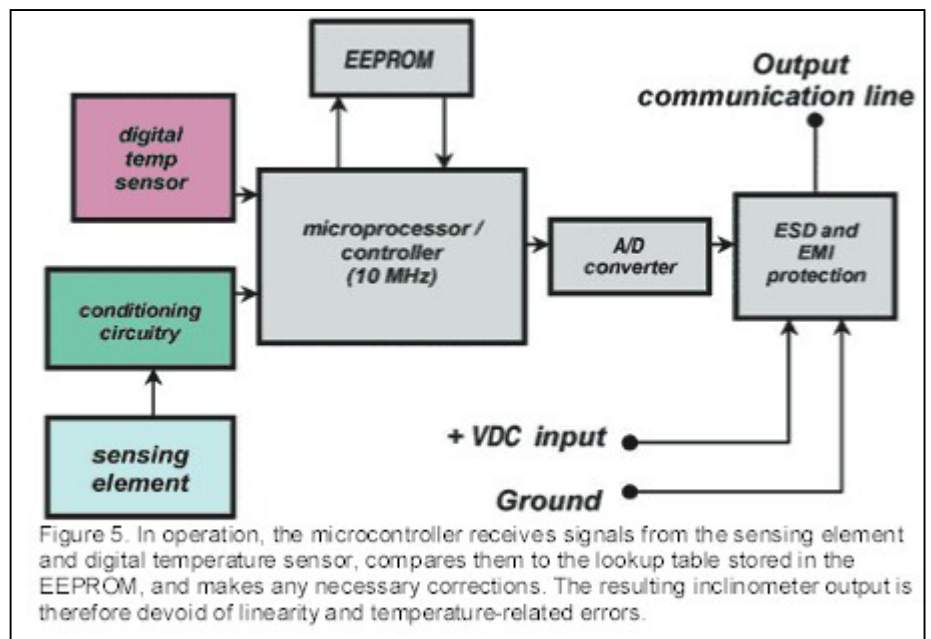 EEPROM
Output
communication line
digital
temp
sensor
microprocessor /
controller
(10 MHz)
A/D
converter
ESD and
EMI
protection
conditioning
circuitry
sensing
element
+ VDC input
Ground
Figure 5. In operation, the microcontroller receives signals from the sensing element
and digital temperature sensor, compares them to the lookup table stored in the
EEPROM, and makes any necessary corrections. The resulting inclinometer output is
therefore devoid of linearity and temperature-related errors.